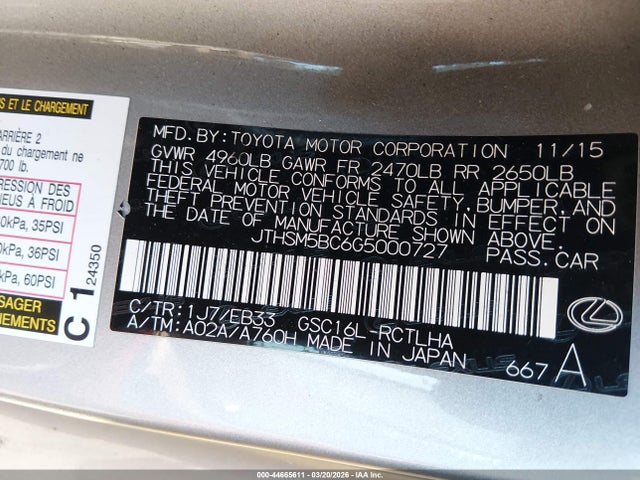 S ET LE CHARGEMENT
ARRIÈRE 2
du chargement ne
700 lb.
RESSION DES
NEUS À FROID
0kPa, 35PSI
0kPa, 36PSI
kPa, 60PSI
SSAGER
NEMENTS
C 1
24350
MFD. BY: TOYOTA MOTOR CORPORATION 11/15
GVWR 4960LB GAWR FR 2470LB RR 2650LB
THIS VEHICLE CONFORMS TO ALL APPLICABLE
FEDERAL MOTOR VEHICLE SAFETY, BUMPER, AND
THEFT PREVENTION STANDARDS IN EFFECT ON
THE DATE OF MANUFACTURE SHOWN ABOVE.
JTHSM5BC6G5000727 PASS. CAR
C/TR: 1J7/EB33 GSC16L-RCTLHA
A/TM: A02A/A760H MADE IN JAPAN
667 A
000-44665611 - 03/20/2026 - IAA Inc.